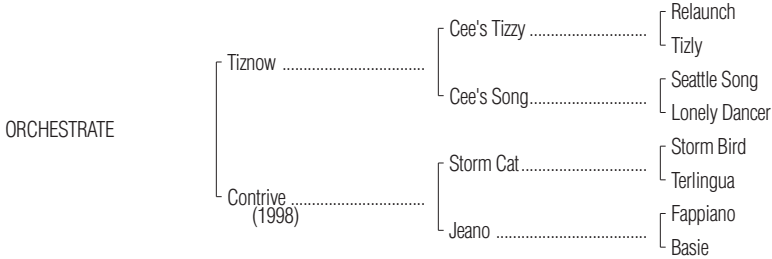 Relaunch
Cee's Tizzy ..............................
Tizly
Tiznow ....................................
Seattle Song
Cee's Song..............................
Lonely Dancer
ORCHESTRATE
Storm Bird
Storm Cat................................
Terlingua
Contrive ..................................
(1998)
Fappiano
Jeano .....................................
Basie